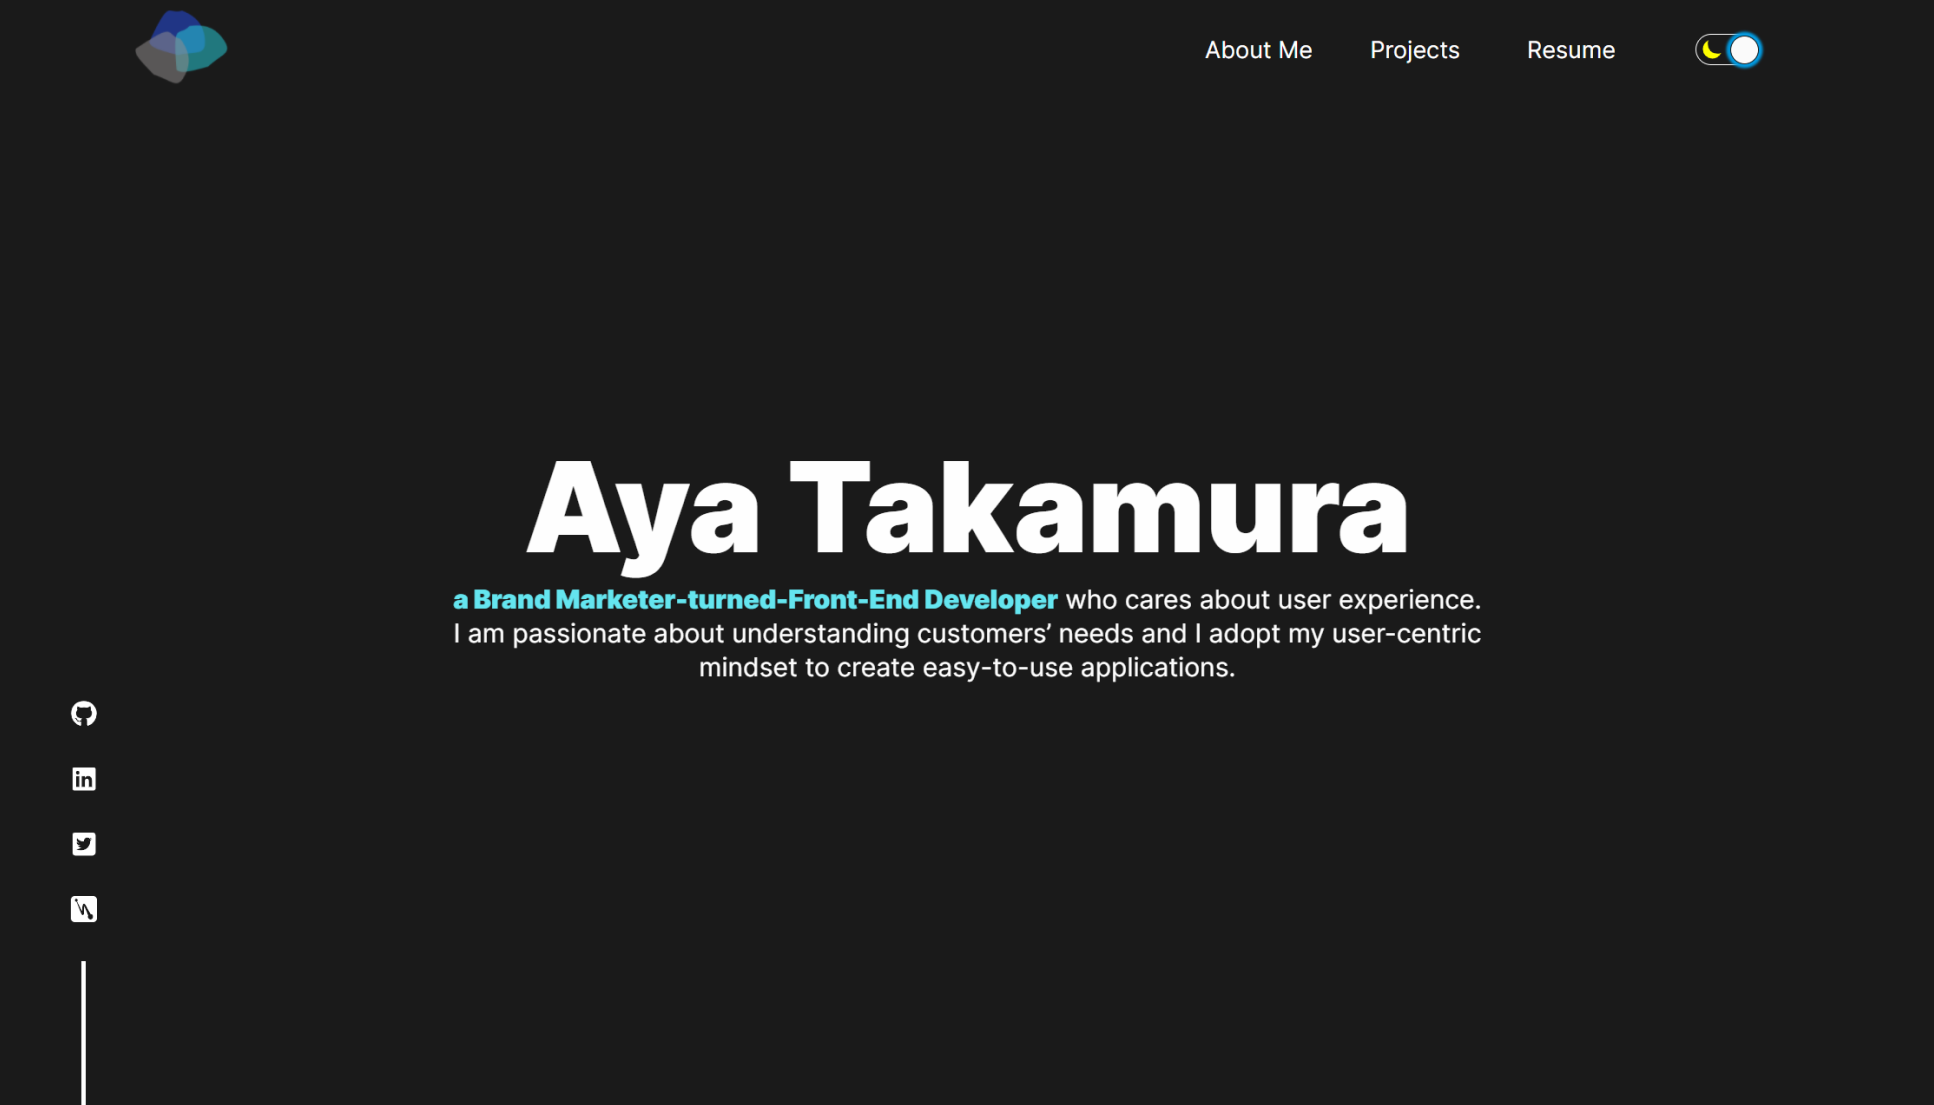 About Me Projects Resume
Aya Takamura
a Brand Marketer-turned-Front-End Developer who cares about user experience.
I am passionate about understanding customers’ needs and I adopt my user-centric
mindset to create easy-to-use applications.
in